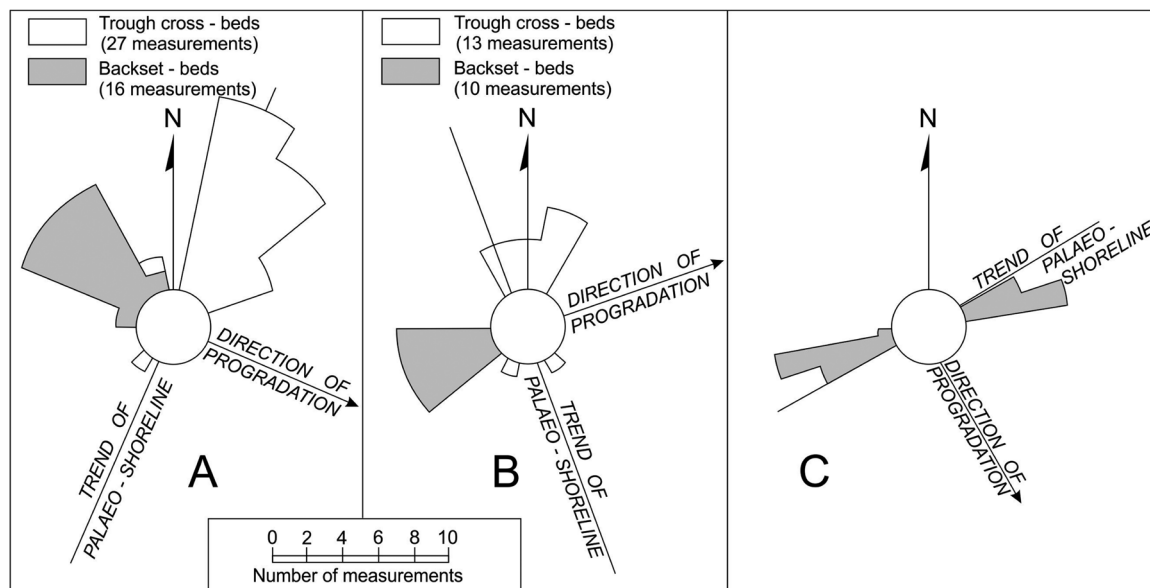 Trough cross - beds
(27 measurements)
Backset - beds
(16 measurements)
N
DIRECTION OF
PROGRADATION
TREND OF
PALAEO - SHORELINE
A
Trough cross - beds
(13 measurements)
Backset - beds
(10 measurements)
N
DIRECTION OF
PROGRADATION
TREND OF
PALAEO - SHORELINE
B
N
TREND OF
PALAEO -
SHORELINE
DIRECTION OF
PROGRADATION
C
0 2 4 6 8 10
Number of measurements